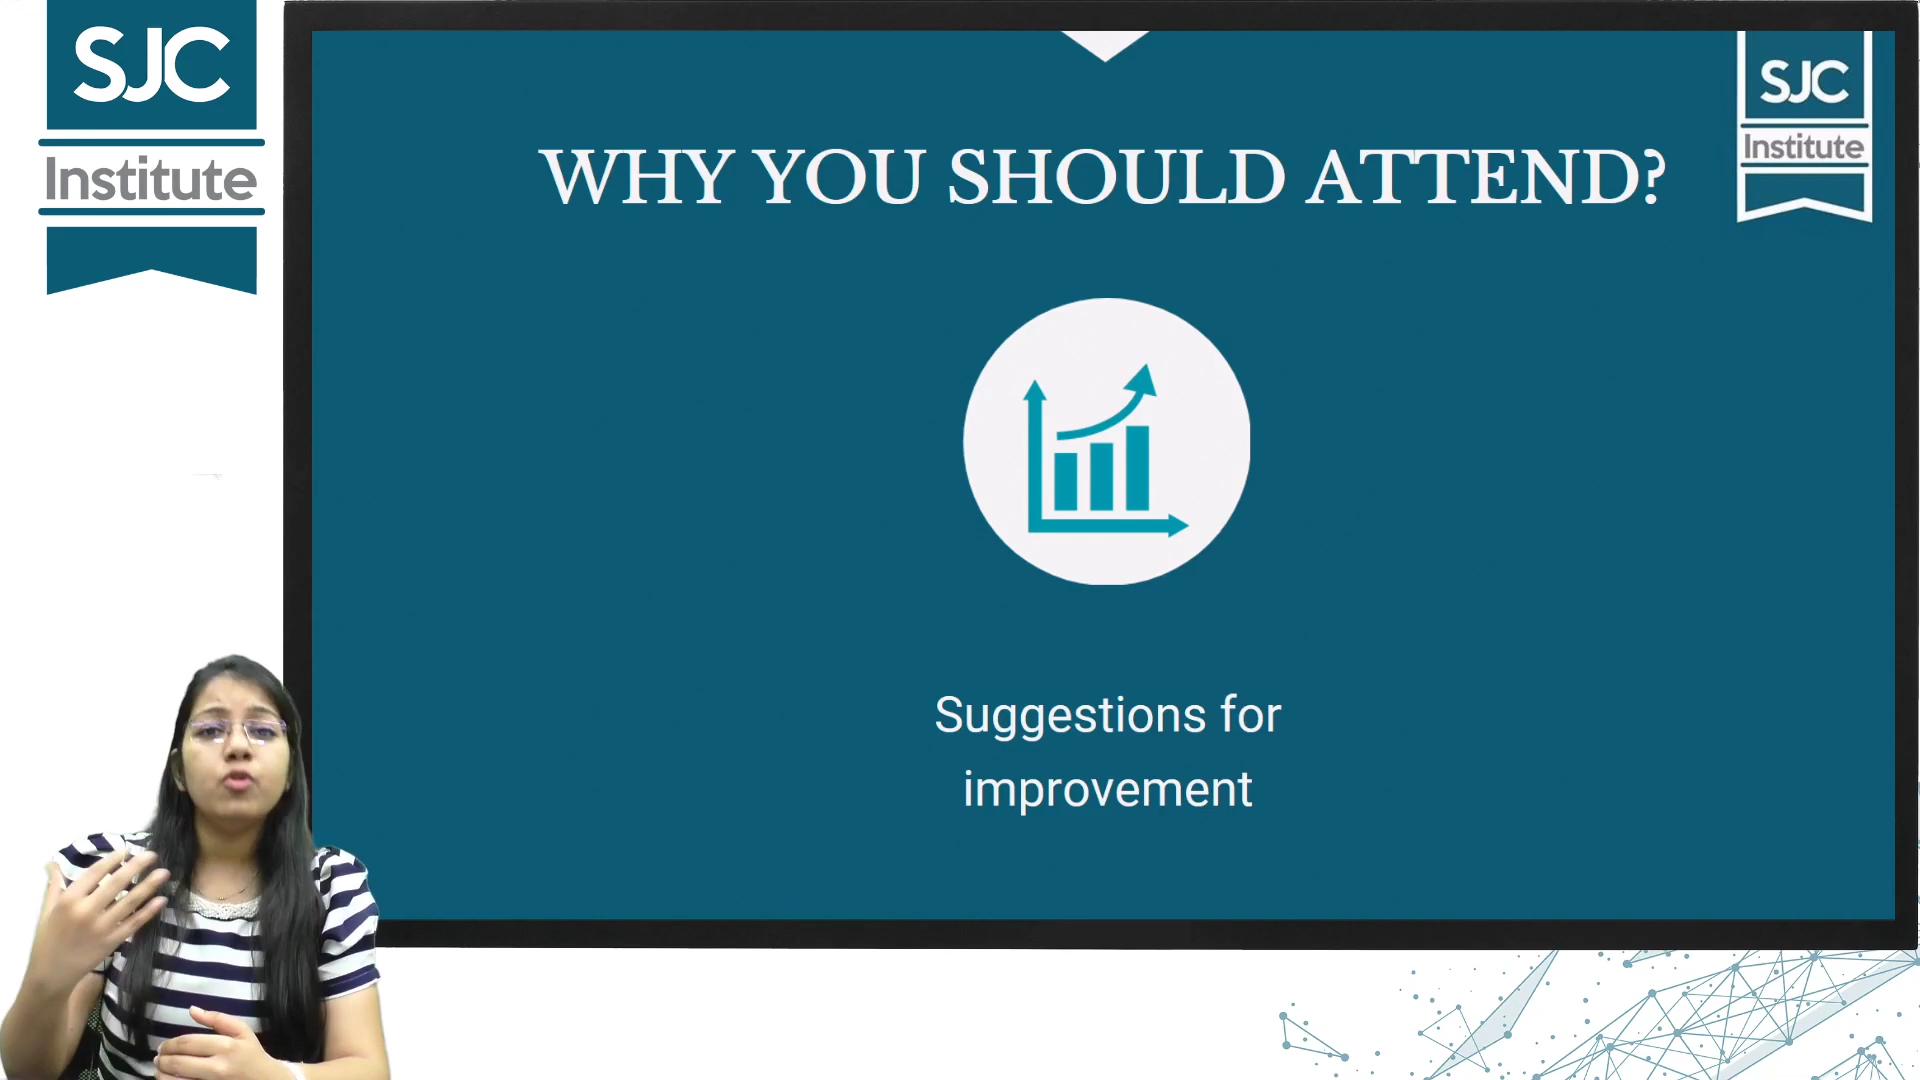 SJC
Institute
WHY YOU SHOULD ATTEND?
SJC
Institute
Suggestions for
improvement